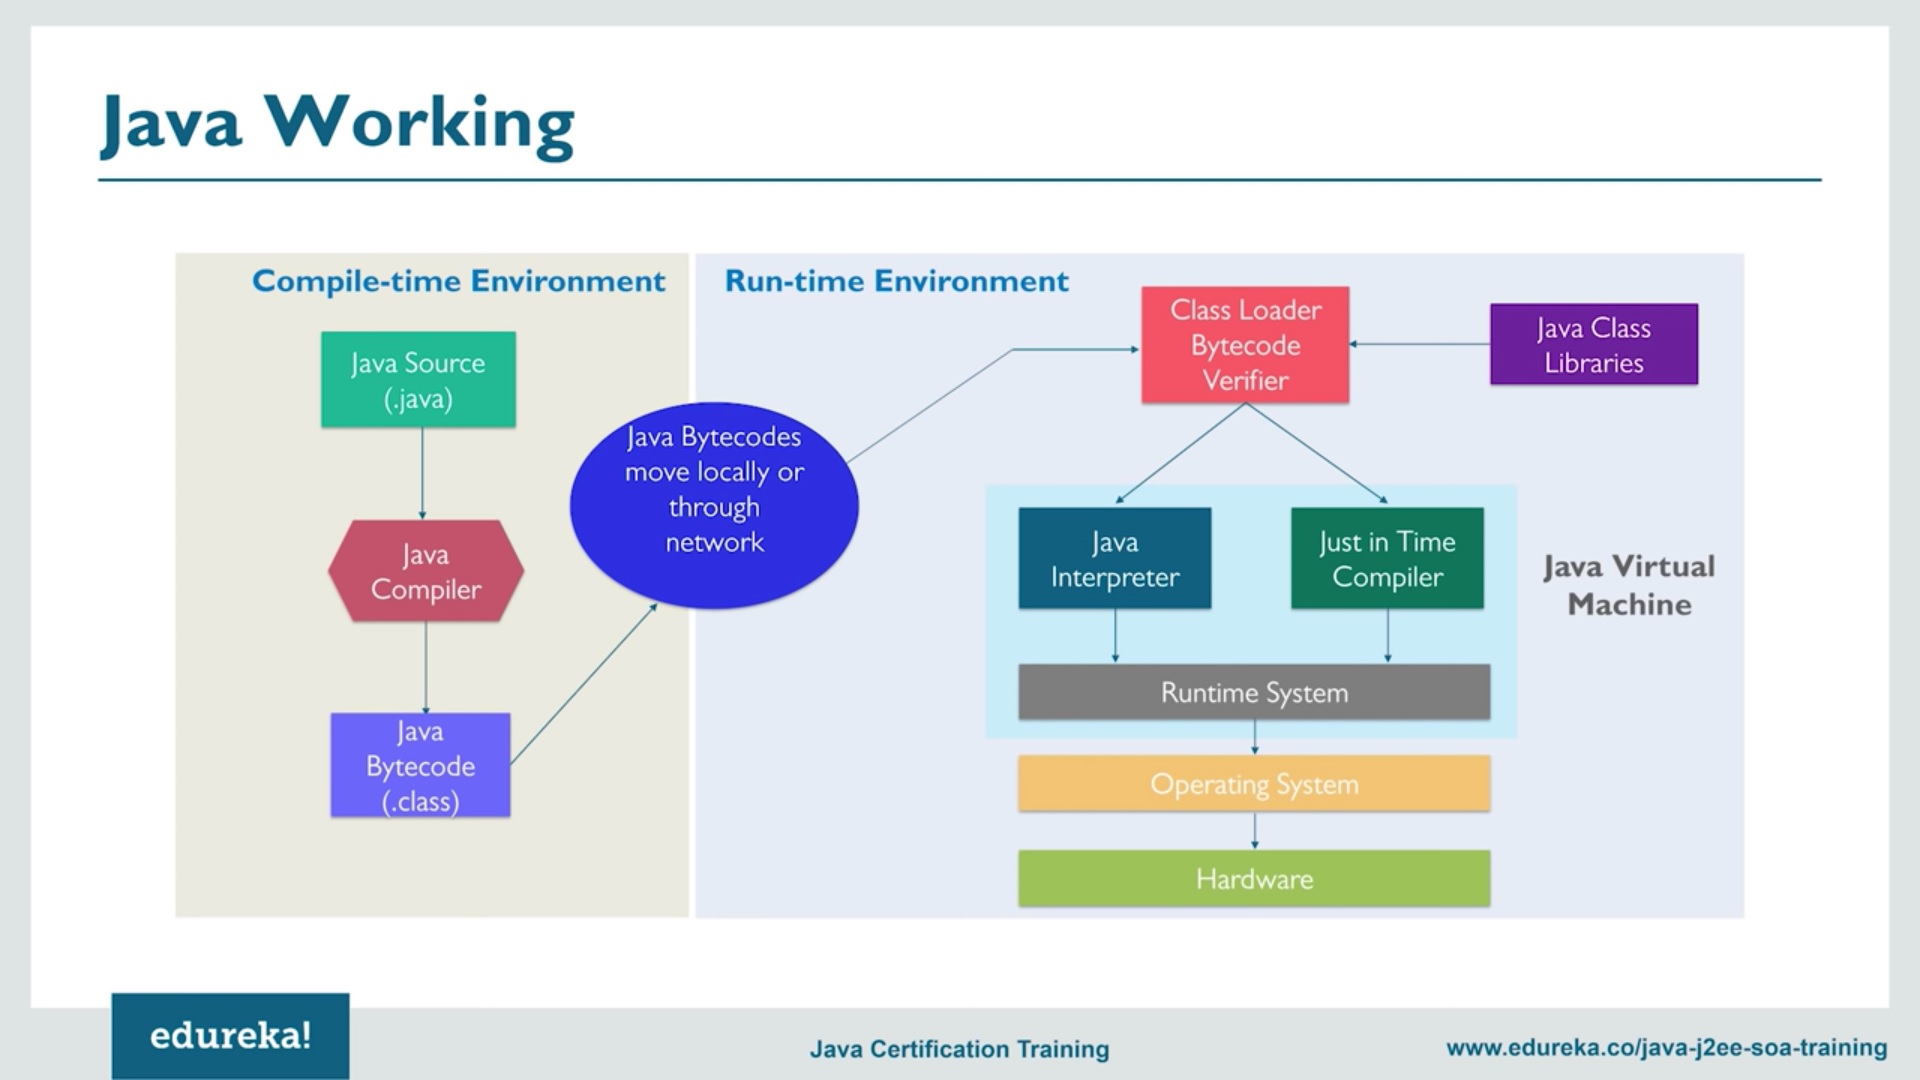 Java Working
Compile-time Environment
Java Source
(.java)
Java
Compiler
Java
Bytecode
(.class)
Java Bytecodes
move locally or
through
network
Run-time Environment
Class Loader
Bytecode
Verifier
Java Class
Libraries
Java
Interpreter
Just in Time
Compiler
Java Virtual
Machine
Runtime System
Operating System
Hardware
edureka!
Java Certification Training
www.edureka.co/java-j2ee-soa-training